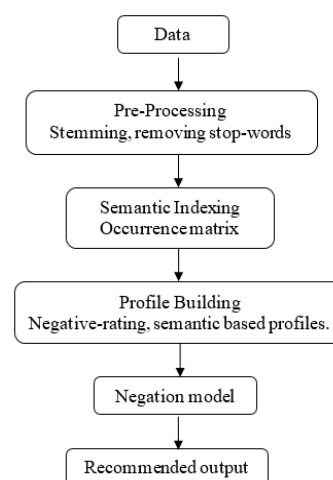 Data
Pre-Processing
Stemming, removing stop-words
Semantic Indexing
Occurrence matrix
Profile Building
Negative-rating, semantic based profiles.
Negation model
Recommended output